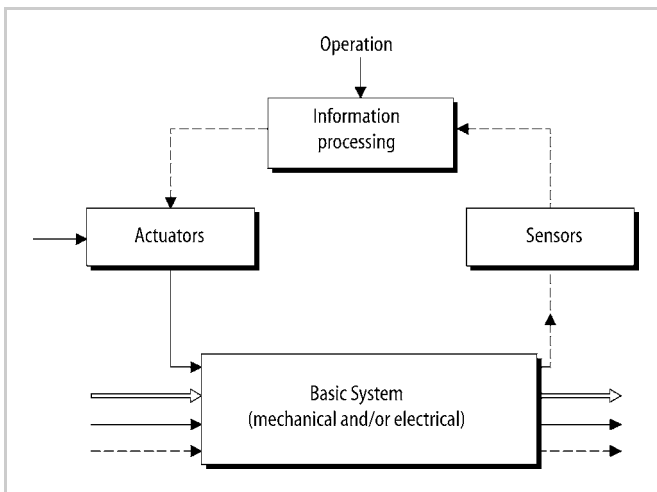 Operation
Information
processing
Actuators
Sensors
Basic System
(mechanical and/or electrical)